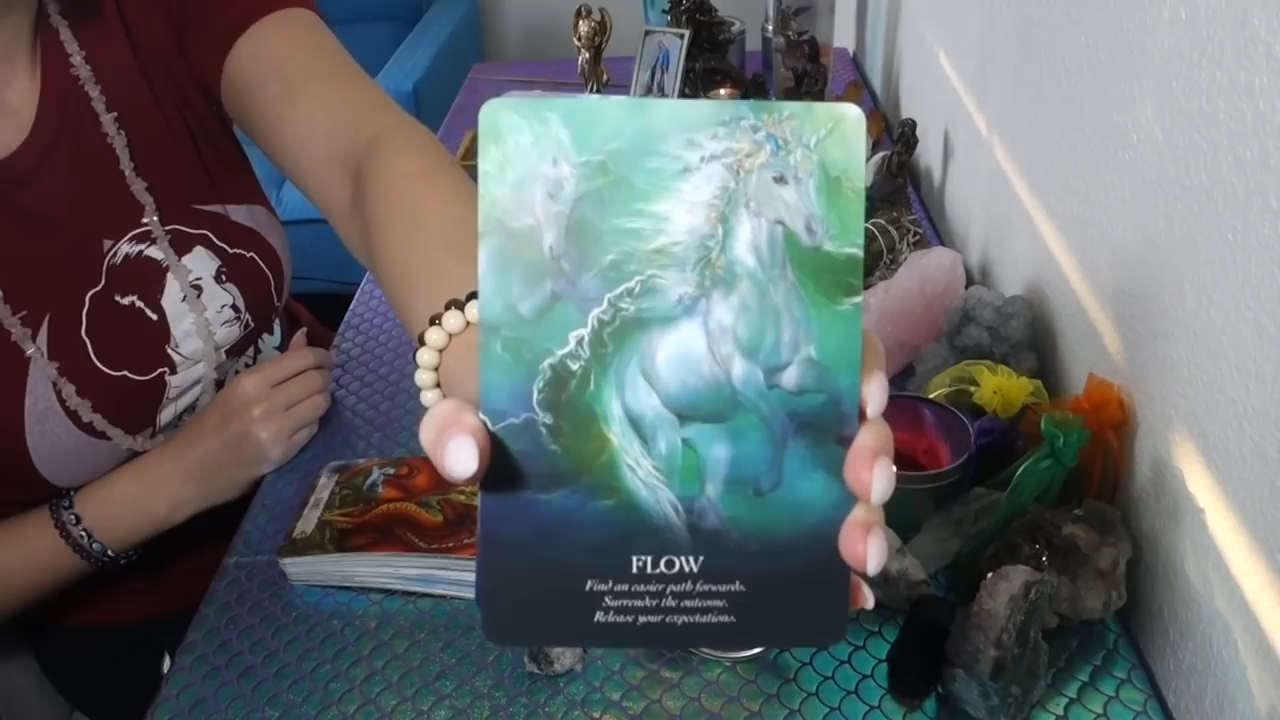 FLOW
Find an easier path forwards.
Surrender the outcome.
Release your expectations.